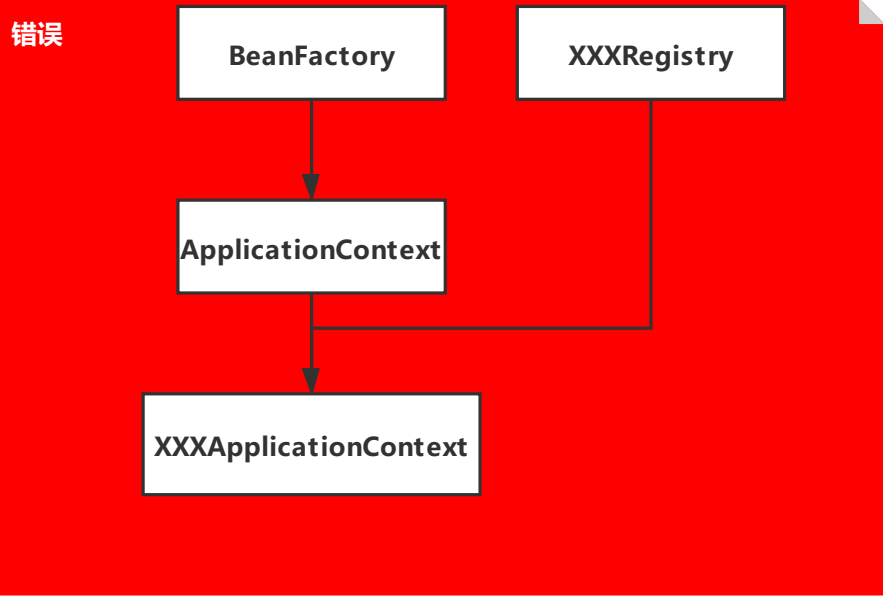 错误
BeanFactory
XXXRegistry
ApplicationContext
XXXApplicationContext